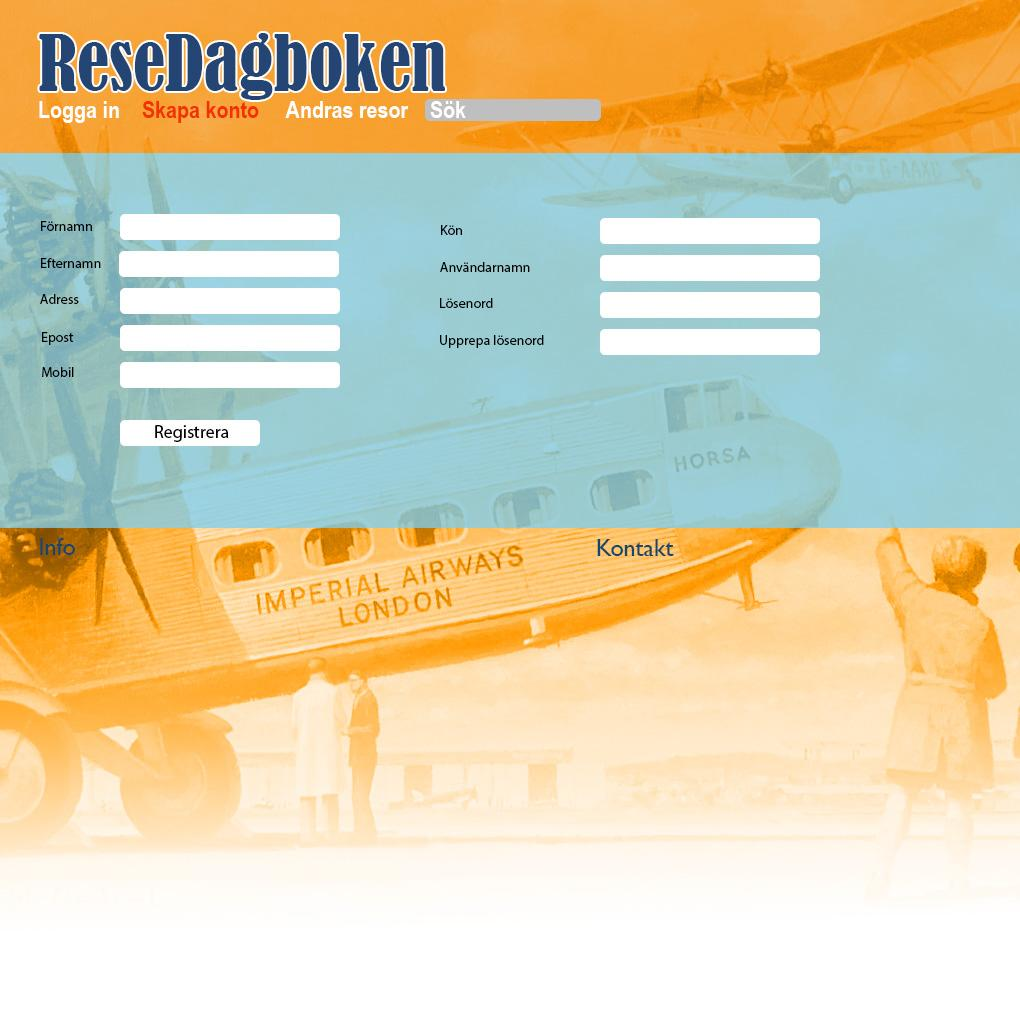 ReseDagboken
Logga in Skapa konto Andras resor Sök
G-AAXD
Förnamn
Efternamn
Adress
Epost
Mobil
Kön
Användarnamn
Lösenord
Upprepa lösenord
Registrera
HORSA
Info
Kontakt
IMPERIAL AIRWAYS
LONDON